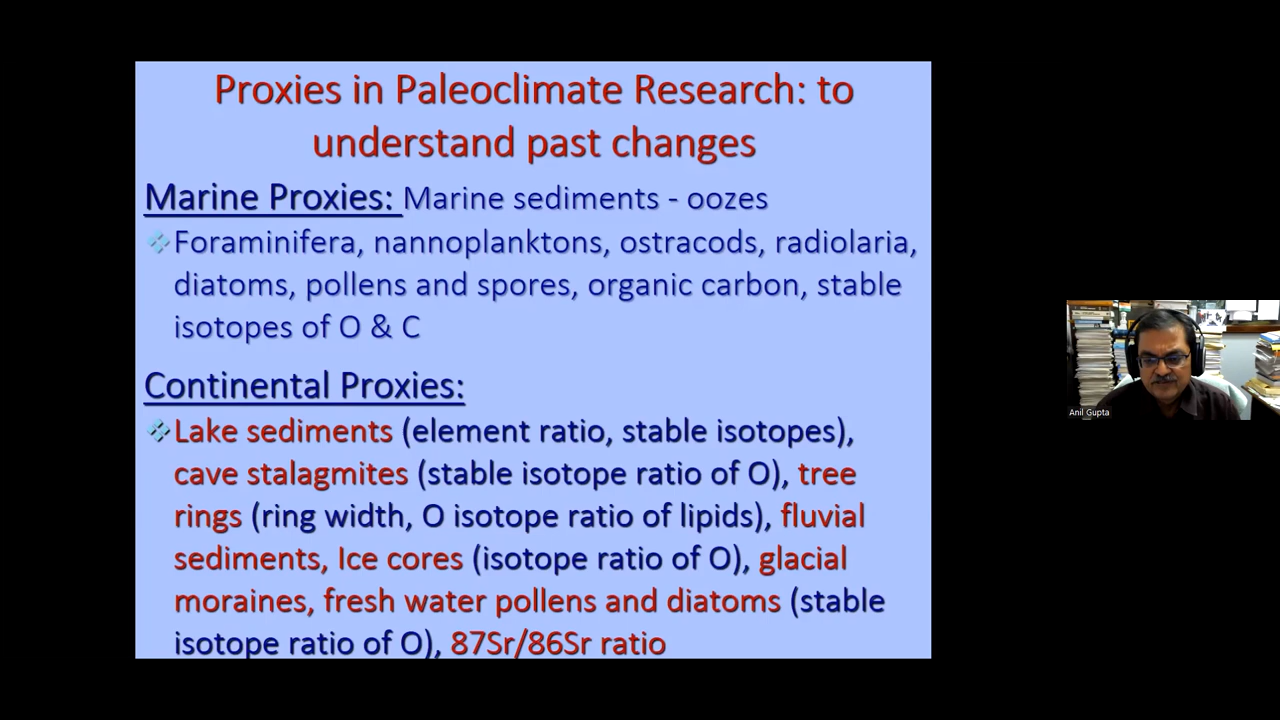 Proxies in Paleoclimate Research: to
understand past changes
Marine Proxies: Marine sediments - oozes
Foraminifera, nannoplanktons, ostracods, radiolaria,
diatoms, pollens and spores, organic carbon, stable
isotopes of O & C
Continental Proxies:
Lake sediments (element ratio, stable isotopes),
cave stalagmites (stable isotope ratio of O), tree
rings (ring width, O isotope ratio of lipids), fluvial
sediments, Ice cores (isotope ratio of O), glacial
moraines, fresh water pollens and diatoms (stable
isotope ratio of O), 87Sr/86Sr ratio
Anil Gupta